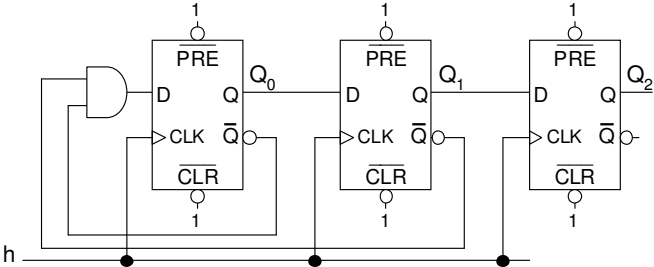 1 1 1
PRE PRE PRE
Q0 Q1 Q2
D Q D Q D Q
CLK Q̅ CLK Q̅ CLK Q̅
CLR CLR CLR
1 1 1
h